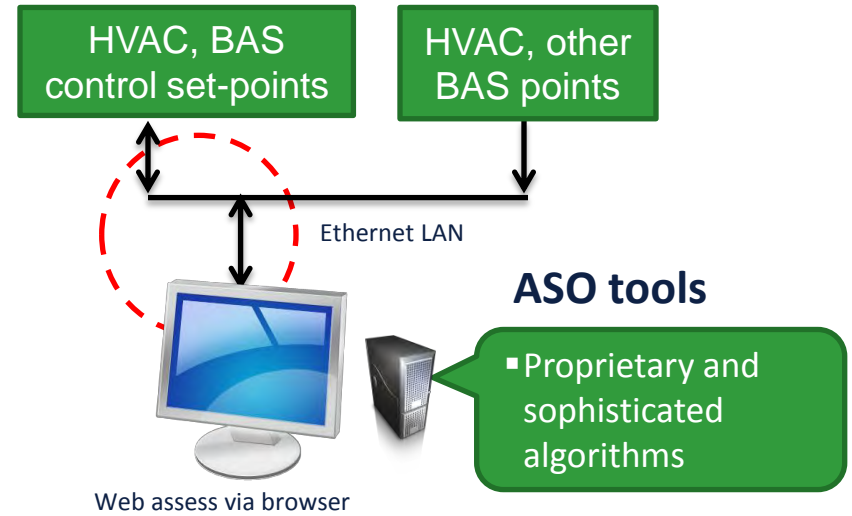 HVAC, BAS
control set-points
HVAC, other
BAS points
Ethernet LAN
ASO tools
▪Proprietary and
sophisticated
algorithms
Web assess via browser